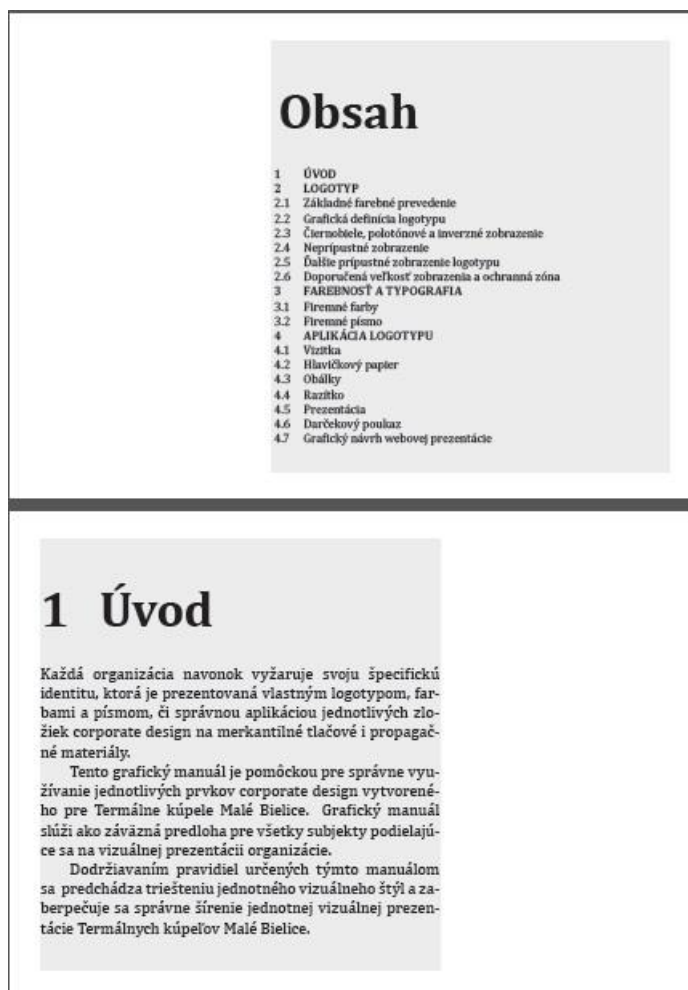 Obsah
1 ÚVOD
2 LOGOTYP
2.1 Základné farebné prevedenie
2.2 Grafická definícia logotypu
2.3 Čiernobiele, polotónové a inverzné zobrazenie
2.4 Neprípustné zobrazenie
2.5 Ďalšie prípustné zobrazenie logotypu
2.6 Doporučená veľkosť zobrazenia a ochranná zóna
3 FAREBNOSŤ A TYPOGRAFIA
3.1 Firemné farby
3.2 Firemné písmo
4 APLIKÁCIA LOGOTYPU
4.1 Vizitka
4.2 Hlavičkový papier
4.3 Obálky
4.4 Razítko
4.5 Prezentácia
4.6 Darčekový poukaz
4.7 Grafický návrh webovej prezentácie
1 Úvod
Každá organizácia navonok vyžaruje svoju špecifickú
identitu, ktorá je prezentovaná vlastným logotypom, far-
bami a písmom, či správnou aplikáciou jednotlivých zlo-
žiek corporate design na merkantilné tlačové i propagač-
né materiály.
Tento grafický manuál je pomôckou pre správne vyu-
žívanie jednotlivých prvkov corporate design vytvorené-
ho pre Termálne kúpele Malé Bielice. Grafický manuál
slúži ako záväzná predloha pre všetky subjekty podielajú-
ce sa na vizuálnej prezentácii organizácie.
Dodržiavaním pravidiel určených týmto manuálom
sa predchádza triešteniu jednotného vizuálneho štýl a za-
berpečuje sa správne šírenie jednotnej vizuálnej prezen-
tácie Termálnych kúpeľov Malé Bielice.